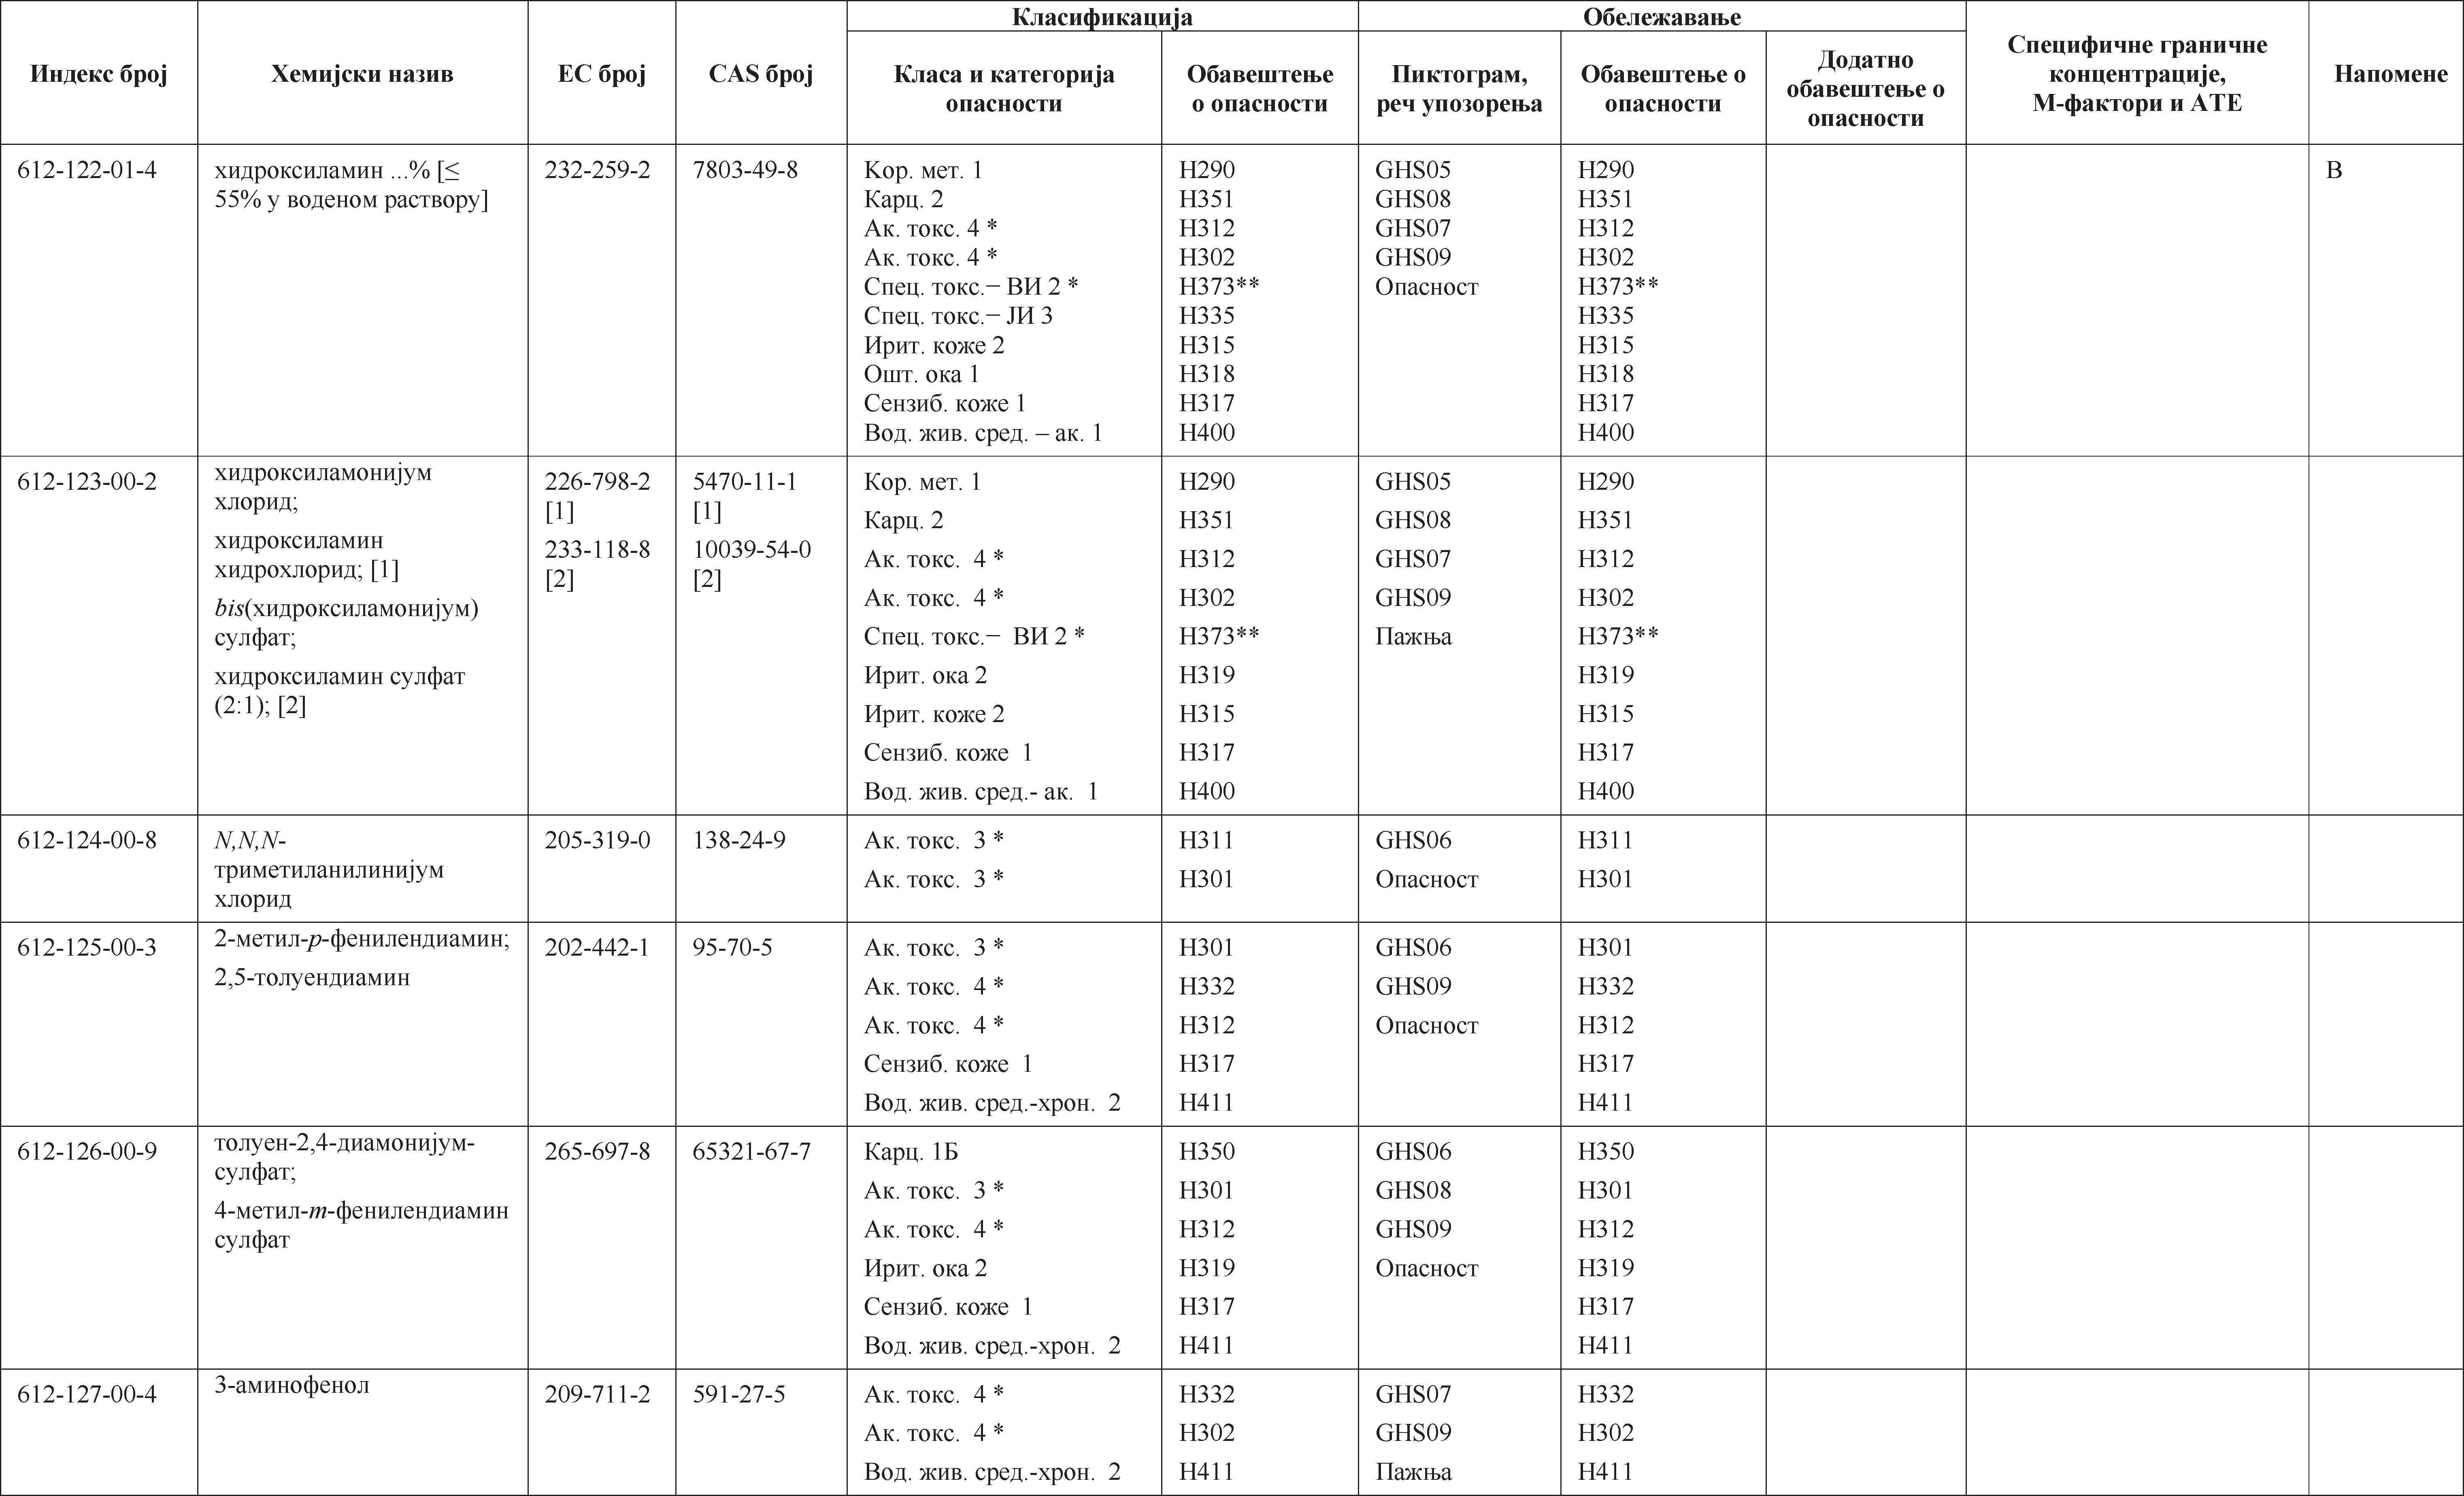 Класификација
Обележавање
Индекс број
Хемијски назив
ЕС број
CAS број
Класа и категорија
опасности
Обавештење
о опасности
Пиктограм,
реч упозорења
Обавештење о
опасности
Додатно
обавештење о
опасности
Специфичне граничне
концентрације,
М-фактори и АТЕ
Напомене
612-122-01-4
хидроксиламин ...% [≤
55% у воденом раствору]
232-259-2
7803-49-8
Кор. мет. 1
Карц. 2
Ак. токс. 4 *
Ак. токс. 4 *
Спец. токс.− ВИ 2 *
Спец. токс.− ЈИ 3
Ирит. коже 2
Ошт. ока 1
Сензиб. коже 1
Вод. жив. сред. – ак. 1
H290
H351
H312
H302
H373**
H335
H315
H318
H317
H400
GHS05
GHS08
GHS07
GHS09
Опасност
H290
H351
H312
H302
H373**
H335
H315
H318
H317
H400
B
612-123-00-2
хидроксиламонијум
хлорид;
хидроксиламин
хидрохлорид; [1]
bis(хидроксиламонијум)
сулфат;
хидроксиламин сулфат
(2:1); [2]
226-798-2
[1]
233-118-8
[2]
5470-11-1
[1]
10039-54-0
[2]
Кор. мет. 1
Карц. 2
Ак. токс.  4 *
Ак. токс.  4 *
Спец. токс.−  ВИ 2 *
Ирит. ока 2
Ирит. коже 2
Сензиб. коже  1
Вод. жив. сред.- ак.  1
H290
H351
H312
H302
H373**
H319
H315
H317
H400
GHS05
GHS08
GHS07
GHS09
Пажња
H290
H351
H312
H302
H373**
H319
H315
H317
H400
612-124-00-8
N,N,N-
триметиланилинијум
хлорид
205-319-0
138-24-9
Ак. токс.  3 *
Ак. токс.  3 *
H311
H301
GHS06
Опасност
H311
H301
612-125-00-3
2-метил-p-фенилендиамин;
2,5-толуендиамин
202-442-1
95-70-5
Ак. токс.  3 *
Ак. токс.  4 *
Ак. токс.  4 *
Сензиб. коже  1
Вод. жив. сред.-хрон.  2
H301
H332
H312
H317
H411
GHS06
GHS09
Опасност
H301
H332
H312
H317
H411
612-126-00-9
толуен-2,4-диамонијум-
сулфат;
4-метил-m-фенилендиамин
сулфат
265-697-8
65321-67-7
Карц. 1Б
Ак. токс.  3 *
Ак. токс.  4 *
Ирит. ока 2
Сензиб. коже  1
Вод. жив. сред.-хрон.  2
H350
H301
H312
H319
H317
H411
GHS06
GHS08
GHS09
Опасност
H350
H301
H312
H319
H317
H411
612-127-00-4
3-аминофенол
209-711-2
591-27-5
Ак. токс.  4 *
Ак. токс.  4 *
Вод. жив. сред.-хрон.  2
H332
H302
H411
GHS07
GHS09
Пажња
H332
H302
H411